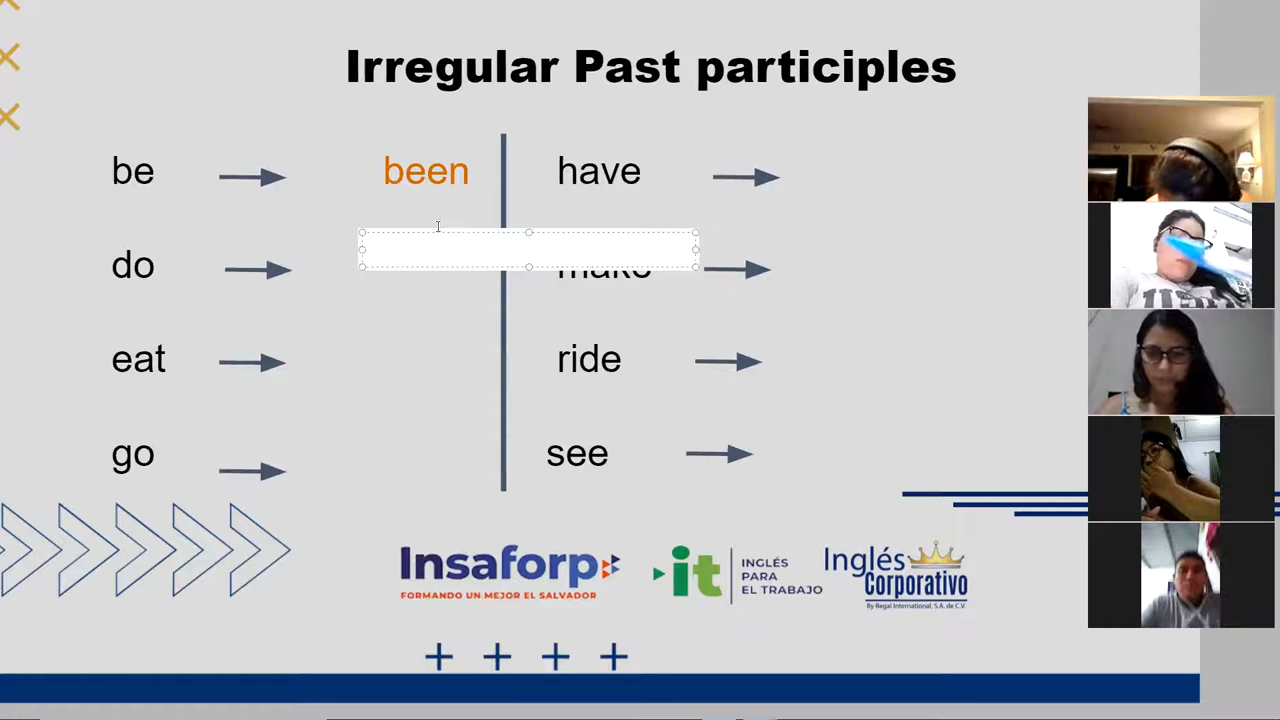 Irregular Past participles
be
been
have
do
make
eat
ride
go
see
Insaforp
FORMANDO UN MEJOR EL SALVADOR
it
INGLÉS
PARA
EL TRABAJO
Inglés
Corporativo
By Regal International, S.A. de C.V.